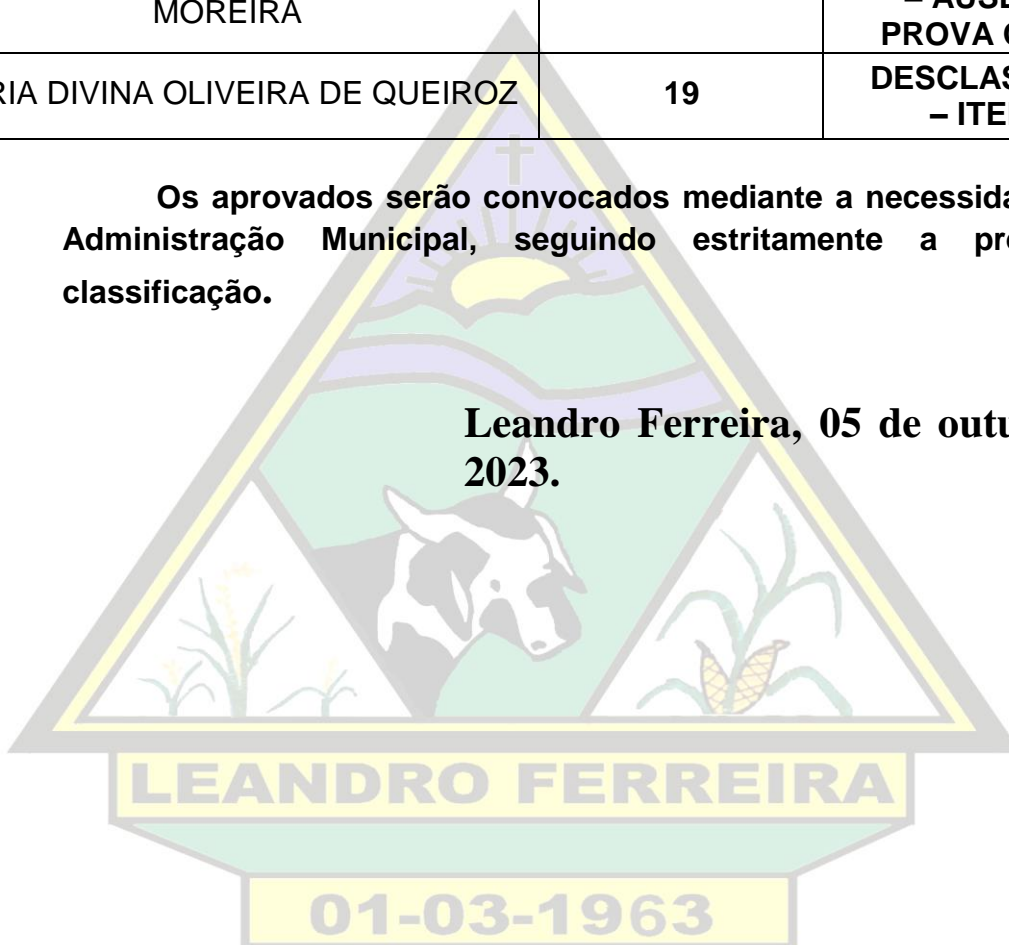 MOREIRA
PROVA
RIA DIVINA OLIVEIRA DE QUEIROZ 19 DESCLAS
– ITE
Os aprovados serão convocados mediante a necessida
Administração Municipal, seguindo estritamente a pr
classificação.
Leandro Ferreira, 05 de outu
2023.
LEANDRO FERREIRA
01-03-1963